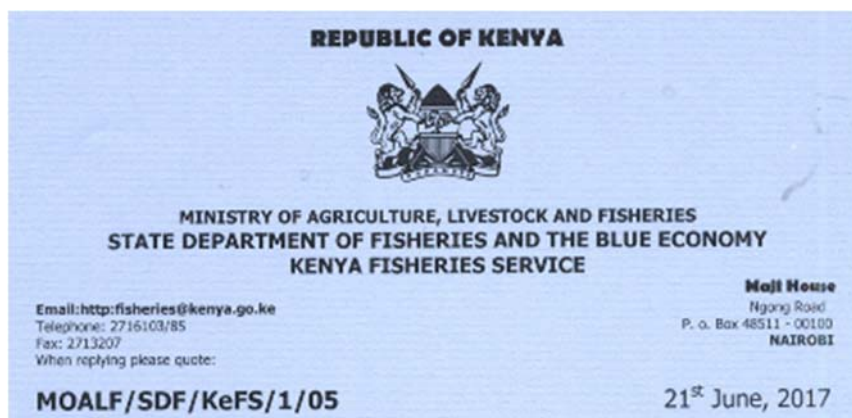 REPUBLIC OF KENYA
MINISTRY OF AGRICULTURE, LIVESTOCK AND FISHERIES
STATE DEPARTMENT OF FISHERIES AND THE BLUE ECONOMY
KENYA FISHERIES SERVICE
Email:http:fisheries@kenya.go.ke
Telephone: 2716103/85
Fax: 2713207
When replying please quote:
Maji House
Ngong Road
P. o. Box 48511 - 00100
NAIROBI
MOALF/SDF/KeFS/1/05
21st June, 2017